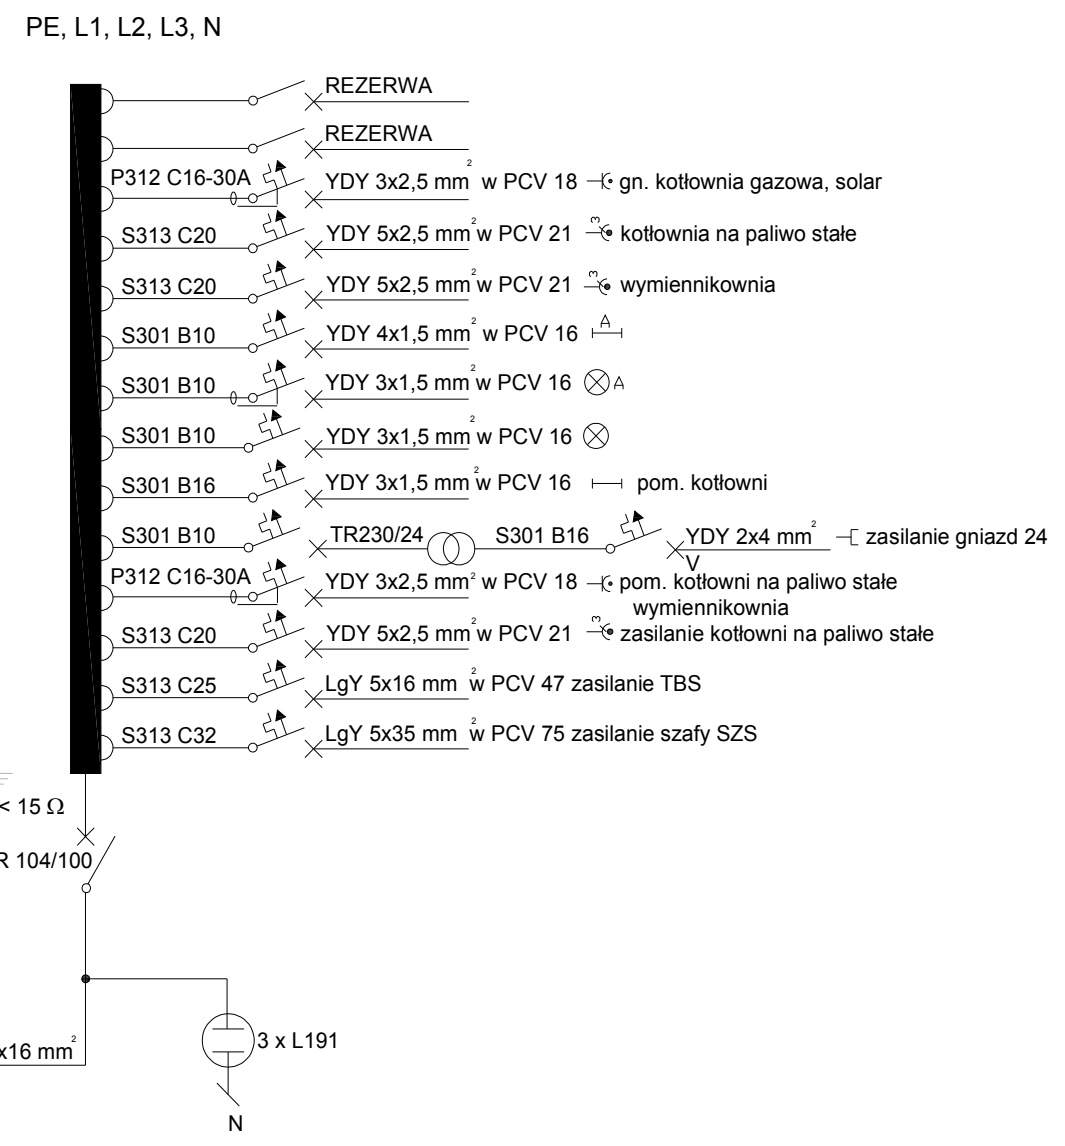 PE, L1, L2, L3, N
REZERWA
REZERWA
P312 C16-30A YDY 3x2,5 mm² w PCV 18 gn. kotłownia gazowa, solar
S313 C20 YDY 5x2,5 mm² w PCV 21 3 kotłownia na paliwo stałe
S313 C20 YDY 5x2,5 mm² w PCV 21 3 wymiennikownia
S301 B10 YDY 4x1,5 mm² w PCV 16 A
S301 B10 YDY 3x1,5 mm² w PCV 16 A
S301 B10 YDY 3x1,5 mm² w PCV 16
S301 B16 YDY 3x1,5 mm² w PCV 16 pom. kotłowni
S301 B10 TR230/24 S301 B16 YDY 2x4 mm² zasilanie gniazd 24
V
P312 C16-30A YDY 3x2,5 mm² w PCV 18 pom. kotłowni na paliwo stałe
wymiennikownia
S313 C20 YDY 5x2,5 mm² w PCV 21 3 zasilanie kotłowni na paliwo stałe
S313 C25 LgY 5x16 mm² w PCV 47 zasilanie TBS
S313 C32 LgY 5x35 mm² w PCV 75 zasilanie szafy SZS
< 15 Ω
R 104/100
3 x L191
x16 mm²
N